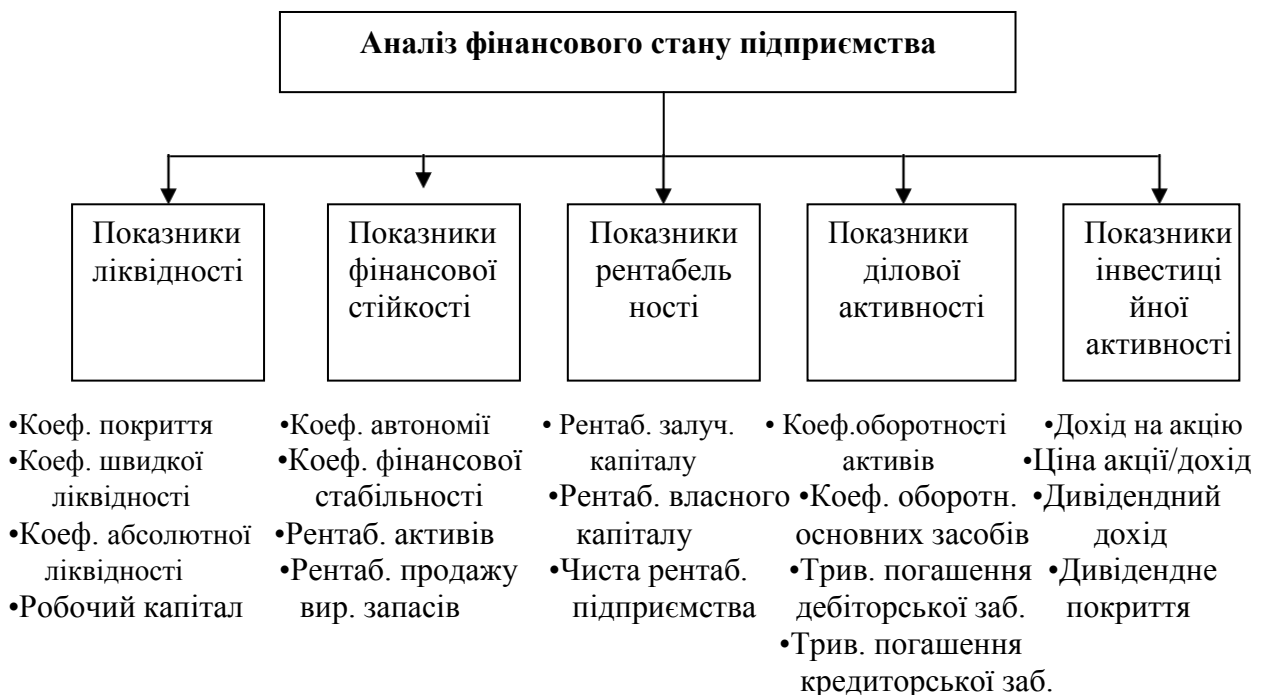 Аналіз фінансового стану підприємства
Показники
ліквідності
Показники
фінансової
стійкості
Показники
рентабель
ності
Показники
ділової
активності
Показники
інвестиці
йної
активності
•Коеф. покриття
•Коеф. швидкої
ліквідності
•Коеф. абсолютної
ліквідності
•Робочий капітал
•Коеф. автономії
•Коеф. фінансової
стабільності
•Рентаб. активів
•Рентаб. продажу
вир. запасів
• Рентаб. залуч.
капіталу
•Рентаб. власного
капіталу
•Чиста рентаб.
підприємства
• Коеф.оборотності
активів
•Коеф. оборотн.
основних засобів
•Трив. погашення
дебіторської заб.
•Трив. погашення
кредиторської заб.
•Дохід на акцію
•Ціна акції/дохід
•Дивідендний
дохід
•Дивідендне
покриття